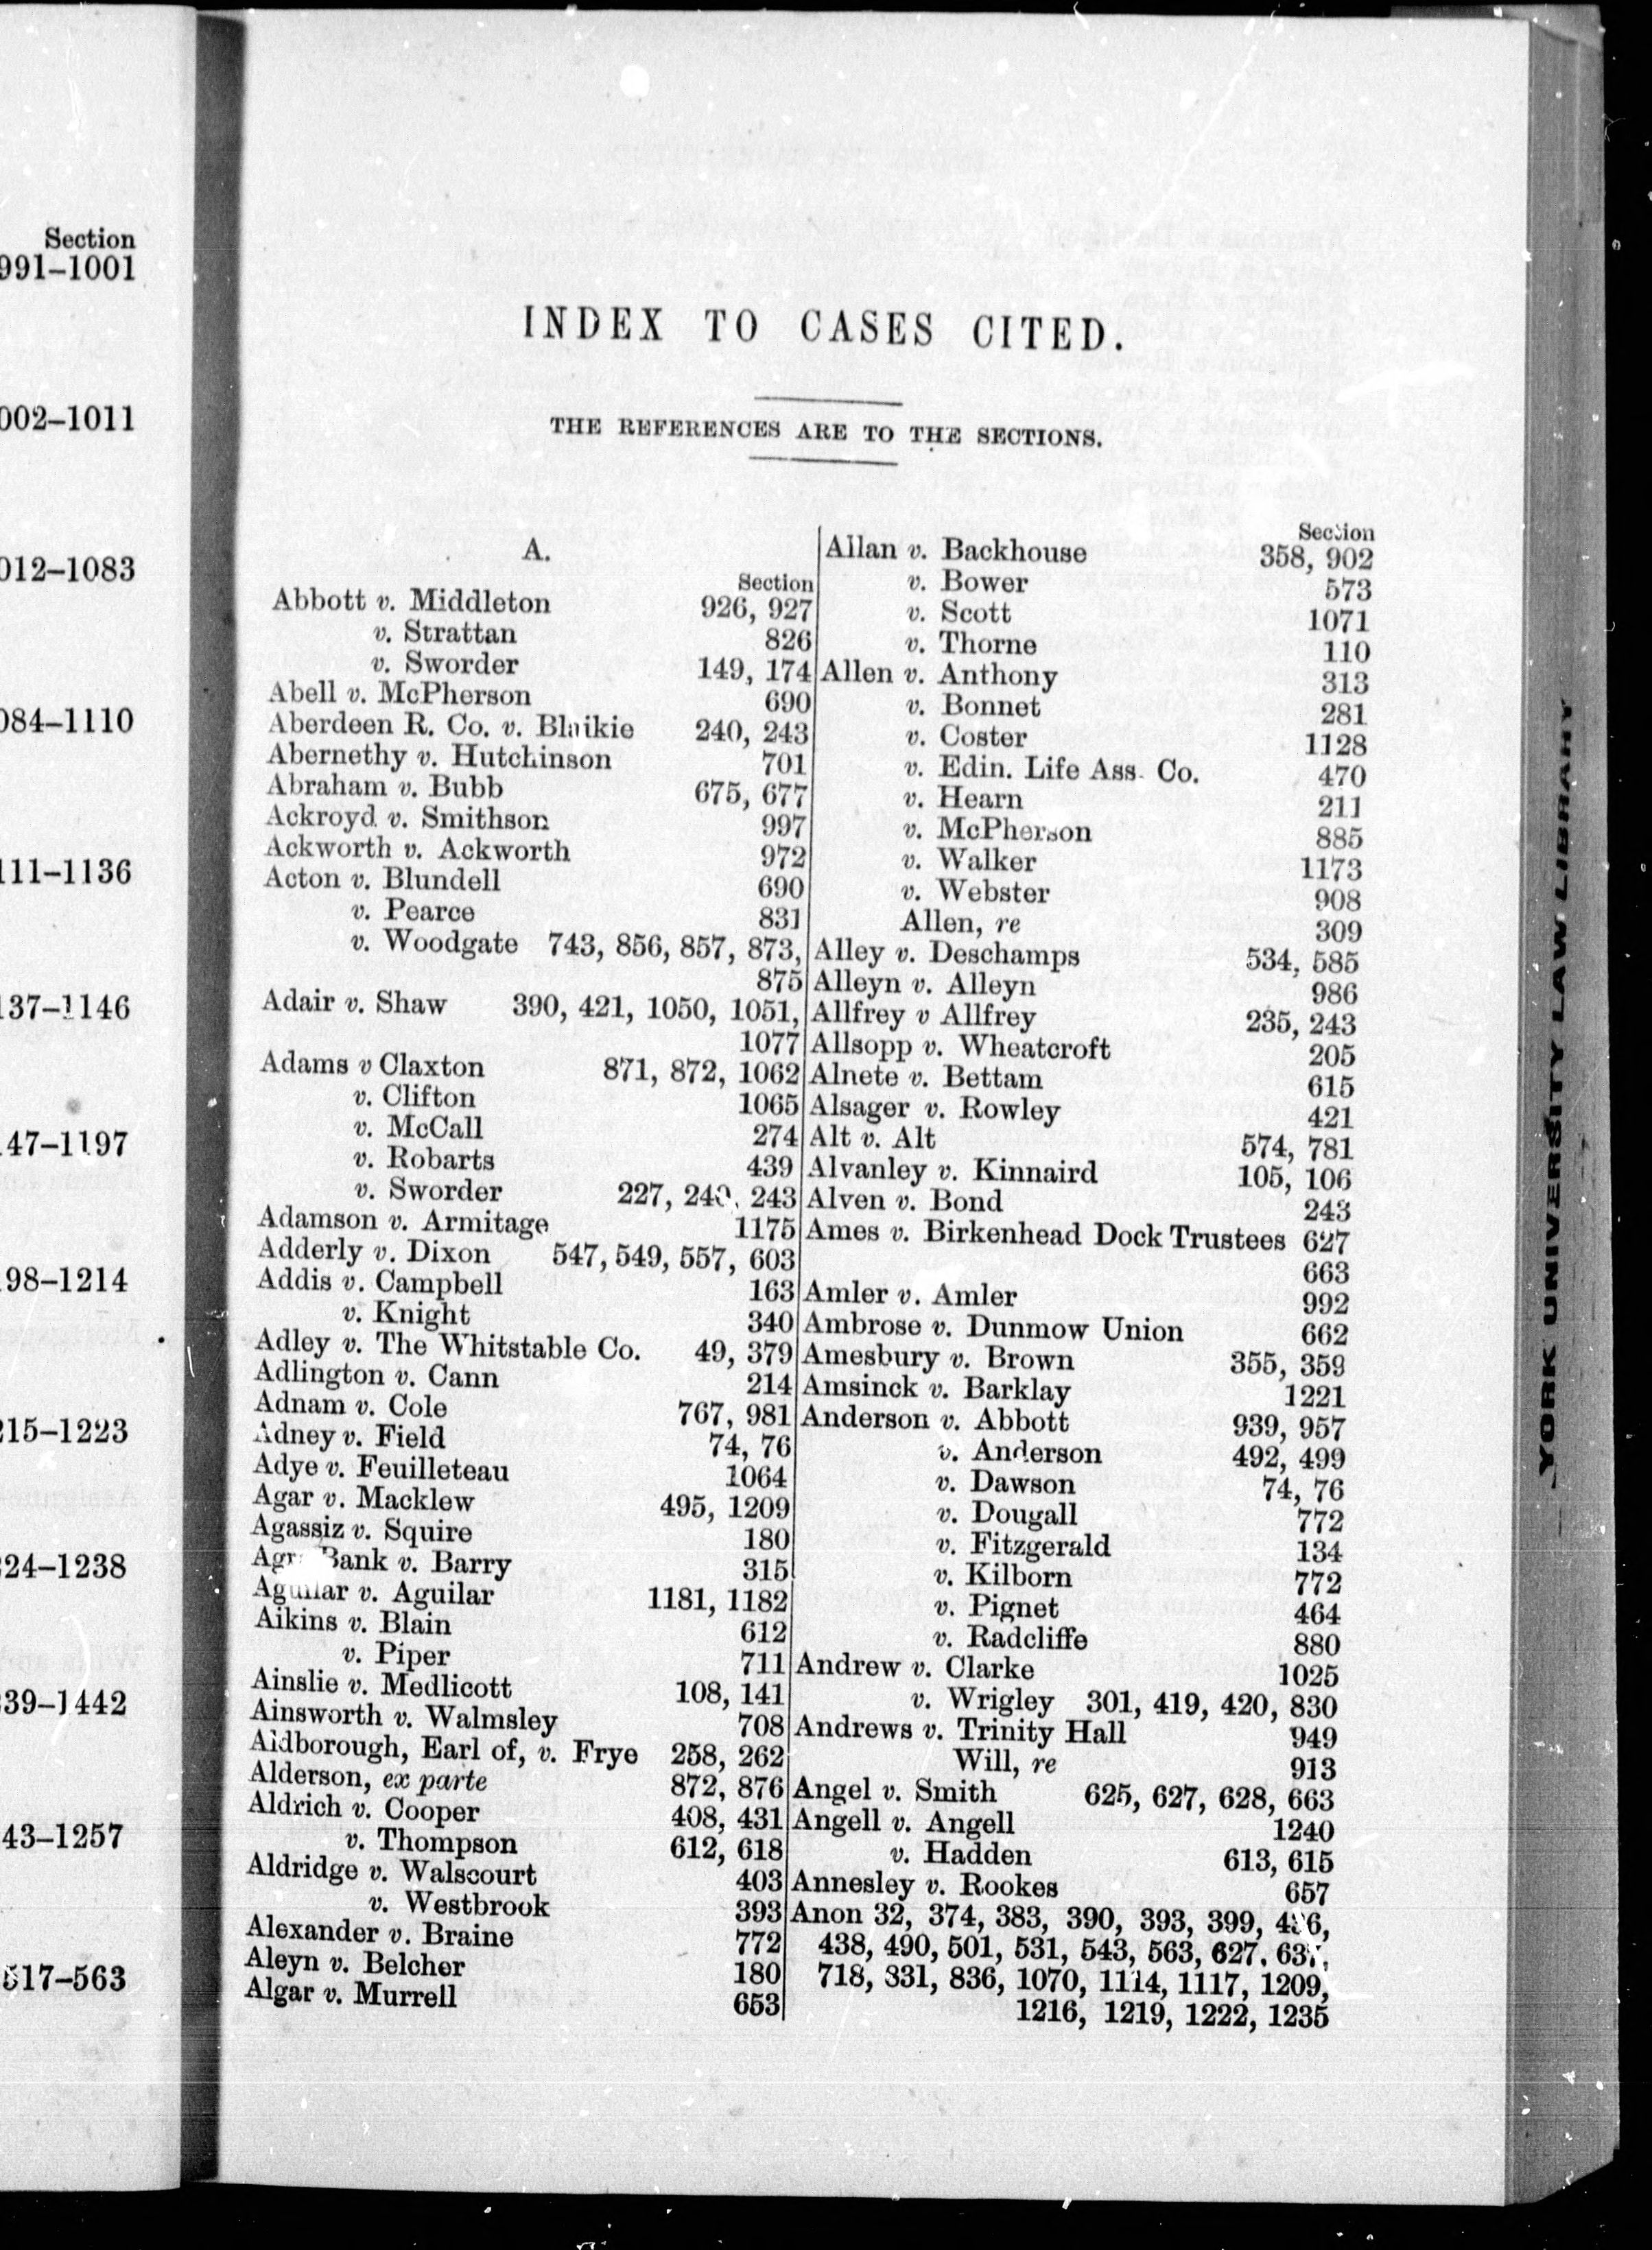 Section
991–1001
002–1011
012–1083
084–1110
111–1136
137–1146
47–1197
98–1214
215–1223
24–1238
39–1442
43–1257
517–563
INDEX TO CASES CITED.
THE REFERENCES ARE TO THE SECTIONS.
A.
Section
Abbott v. Middleton 926, 927
v. Strattan 826
v. Sworder 149, 174
Abell v. McPherson 690
Aberdeen R. Co. v. Blaikie 240, 243
Abernethy v. Hutchinson 701
Abraham v. Bubb 675, 677
Ackroyd v. Smithson 997
Ackworth v. Ackworth 972
Acton v. Blundell 690
v. Pearce 831
v. Woodgate 743, 856, 857, 873,
875
Adair v. Shaw 390, 421, 1050, 1051,
1077
Adams v Claxton 871, 872, 1062
v. Clifton 1065
v. McCall 274
v. Robarts 439
v. Sworder 227, 240, 243
Adamson v. Armitage 1175
Adderly v. Dixon 547, 549, 557, 603
Addis v. Campbell 163
v. Knight 340
Adley v. The Whitstable Co. 49, 379
Adlington v. Cann 214
Adnam v. Cole 767, 981
Adney v. Field 74, 76
Adye v. Feuilleteau 1064
Agar v. Macklew 495, 1209
Agassiz v. Squire 180
Bank v. Barry 315
Aguilar v. Aguilar 1181, 1182
Aikins v. Blain 612
v. Piper 711
Ainslie v. Medlicott 108, 141
Ainsworth v. Walmsley 708
Aldborough, Earl of, v. Frye 258, 262
Alderson, ex parte 872, 876
Aldrich v. Cooper 408, 431
v. Thompson 612, 618
Aldridge v. Walscourt 403
v. Westbrook 393
Alexander v. Braine 772
Aleyn v. Belcher 180
Algar v. Murrell 653
Section
Allan v. Backhouse 358, 902
v. Bower 573
v. Scott 1071
v. Thorne 110
Allen v. Anthony 313
v. Bonnet 281
v. Coster 1128
v. Edin. Life Ass. Co. 470
v. Hearn 211
v. McPherson 885
v. Walker 1173
v. Webster 908
Allen, re 309
Alley v. Deschamps 534, 585
Alleyn v. Alleyn 986
Allfrey v Allfrey 235, 243
Allsopp v. Wheatcroft 205
Alnete v. Bettam 615
Alsager v. Rowley 421
Alt v. Alt 574, 781
Alvanley v. Kinnaird 105, 106
Alven v. Bond 243
Ames v. Birkenhead Dock Trustees 627
663
Amler v. Amler 992
Ambrose v. Dunmow Union 662
Amesbury v. Brown 355, 359
Amsinck v. Barklay 1221
Anderson v. Abbott 939, 957
v. Anderson 492, 499
v. Dawson 74, 76
v. Dougall 772
v. Fitzgerald 134
v. Kilborn 772
v. Pignet 464
v. Radcliffe 880
Andrew v. Clarke 1025
v. Wrigley 301, 419, 420, 830
Andrews v. Trinity Hall 949
Will, re 913
Angel v. Smith 625, 627, 628, 663
Angell v. Angell 1240
v. Hadden 613, 615
Annesley v. Rookes 657
Anon 32, 374, 383, 390, 393, 399,
438, 490, 501, 531, 543, 563, 627,
718, 831, 836, 1070, 1114, 1117, 1209,
1216, 1219, 1222, 1235
YORK UNIVERSITY LAW LIBRARY